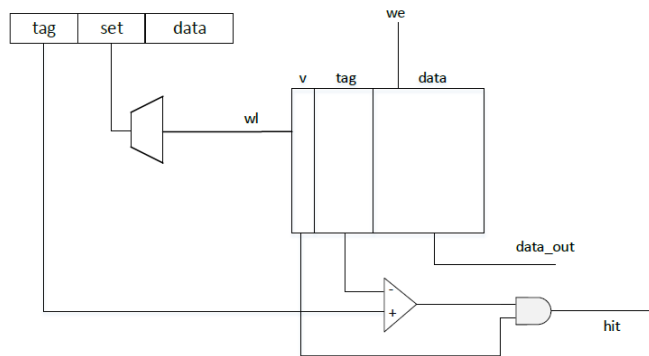 tag set data
we
v tag data
wl
data_out
-
+
hit